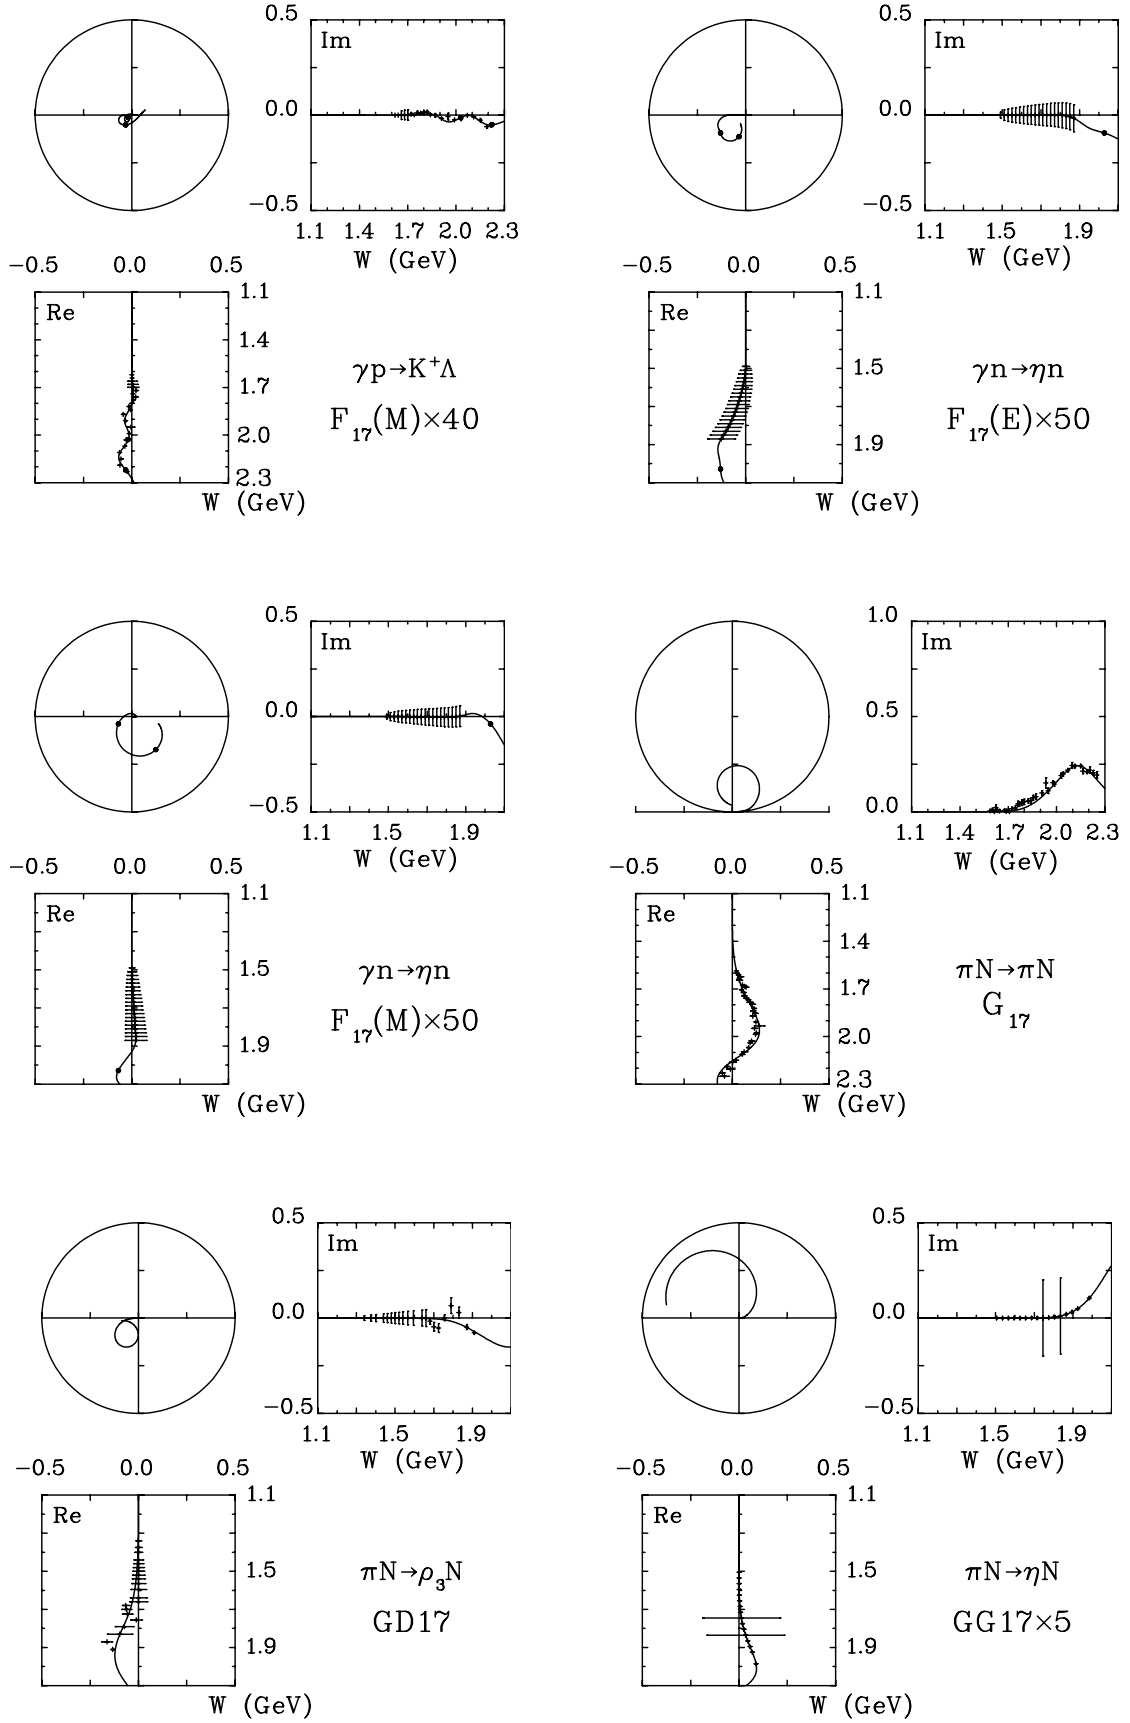 0.5
Im
0.0
−0.5
1.1 1.4 1.7 2.0 2.3
W (GeV)
−0.5 0.0 0.5
Re
1.1
1.4
1.7
2.0
2.3
W (GeV)
γp→K⁺Λ
F₁₇(M)×40
0.5
Im
0.0
−0.5
1.1 1.5 1.9
W (GeV)
−0.5 0.0 0.5
Re
1.1
1.5
1.9
W (GeV)
γn→ηn
F₁₇(E)×50
0.5
Im
0.0
−0.5
1.1 1.5 1.9
W (GeV)
−0.5 0.0 0.5
Re
1.1
1.5
1.9
W (GeV)
γn→ηn
F₁₇(M)×50
1.0
Im
0.5
0.0
1.1 1.4 1.7 2.0 2.3
W (GeV)
−0.5 0.0 0.5
Re
1.1
1.4
1.7
2.0
2.3
W (GeV)
πN→πN
G₁₇
0.5
Im
0.0
−0.5
1.1 1.5 1.9
W (GeV)
−0.5 0.0 0.5
Re
1.1
1.5
1.9
W (GeV)
πN→ρ₃N
GD17
0.5
Im
0.0
−0.5
1.1 1.5 1.9
W (GeV)
−0.5 0.0 0.5
Re
1.1
1.5
1.9
W (GeV)
πN→ηN
GG17×5